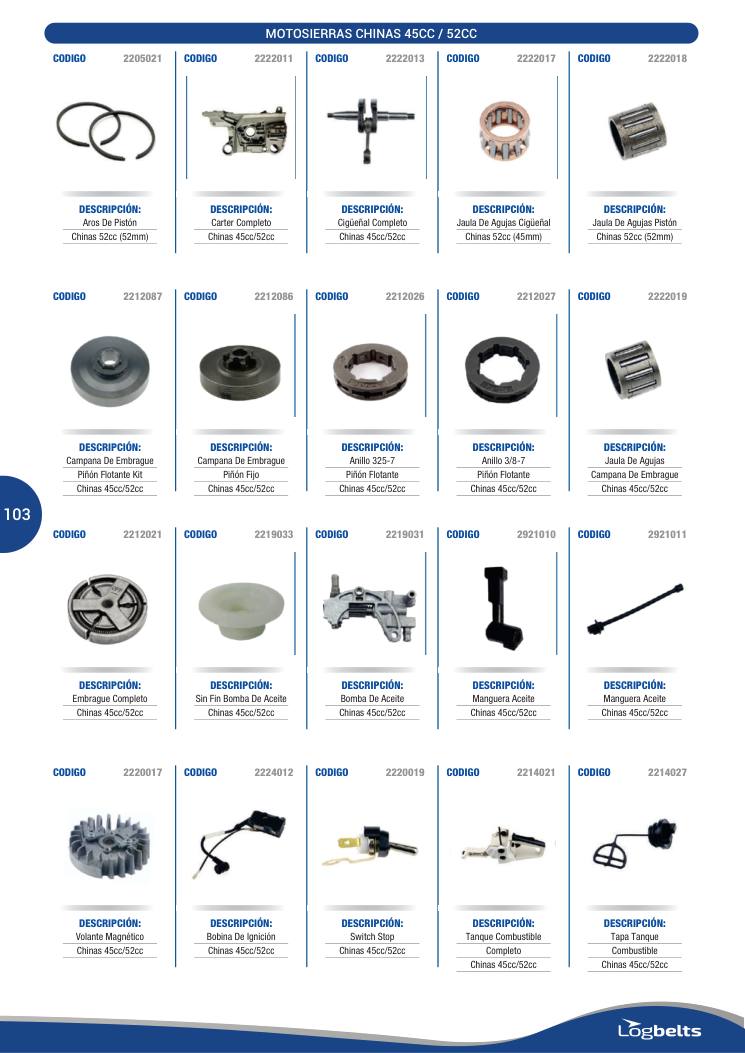 MOTOSIERRAS CHINAS 45CC / 52CC
CODIGO 2205021
DESCRIPCIÓN:
Aros De Pistón
Chinas 52cc (52mm)
CODIGO 2222011
DESCRIPCIÓN:
Carter Completo
Chinas 45cc/52cc
CODIGO 2222013
DESCRIPCIÓN:
Cigüeñal Completo
Chinas 45cc/52cc
CODIGO 2222017
DESCRIPCIÓN:
Jaula De Agujas Cigüeñal
Chinas 52cc (45mm)
CODIGO 2222018
DESCRIPCIÓN:
Jaula De Agujas Pistón
Chinas 52cc (52mm)
CODIGO 2212087
DESCRIPCIÓN:
Campana De Embrague
Piñón Flotante Kit
Chinas 45cc/52cc
CODIGO 2212086
DESCRIPCIÓN:
Campana De Embrague
Piñón Fijo
Chinas 45cc/52cc
CODIGO 2212026
DESCRIPCIÓN:
Anillo 325-7
Piñón Flotante
Chinas 45cc/52cc
CODIGO 2212027
DESCRIPCIÓN:
Anillo 3/8-7
Piñón Flotante
Chinas 45cc/52cc
CODIGO 2222019
DESCRIPCIÓN:
Jaula De Agujas
Campana De Embrague
Chinas 45cc/52cc
103
CODIGO 2212021
DESCRIPCIÓN:
Embrague Completo
Chinas 45cc/52cc
CODIGO 2219033
DESCRIPCIÓN:
Sin Fin Bomba De Aceite
Chinas 45cc/52cc
CODIGO 2219031
DESCRIPCIÓN:
Bomba De Aceite
Chinas 45cc/52cc
CODIGO 2921010
DESCRIPCIÓN:
Manguera Aceite
Chinas 45cc/52cc
CODIGO 2921011
DESCRIPCIÓN:
Manguera Aceite
Chinas 45cc/52cc
CODIGO 2220017
DESCRIPCIÓN:
Volante Magnético
Chinas 45cc/52cc
CODIGO 2224012
DESCRIPCIÓN:
Bobina De Ignición
Chinas 45cc/52cc
CODIGO 2220019
DESCRIPCIÓN:
Switch Stop
Chinas 45cc/52cc
CODIGO 2214021
DESCRIPCIÓN:
Tanque Combustible
Completo
Chinas 45cc/52cc
CODIGO 2214027
DESCRIPCIÓN:
Tapa Tanque
Combustible
Chinas 45cc/52cc
Logbelts